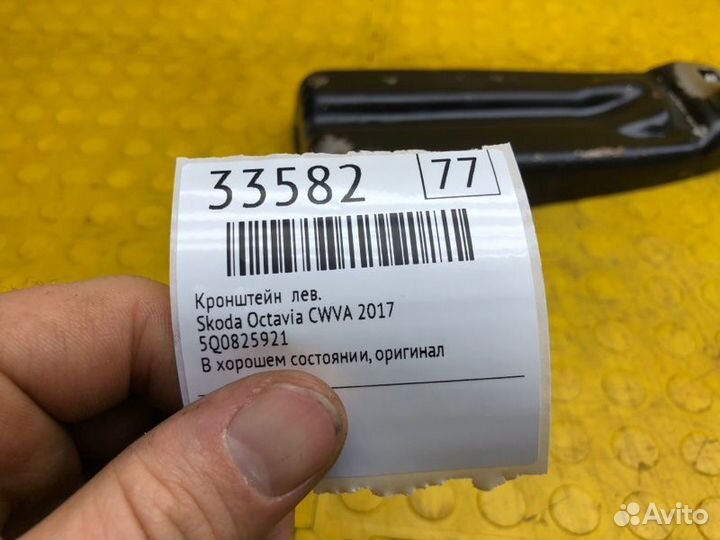 33582 77
Кронштейн лев.
Skoda Octavia CWVA 2017
5Q0825921
В хорошем состоянии, оригинал
Avito